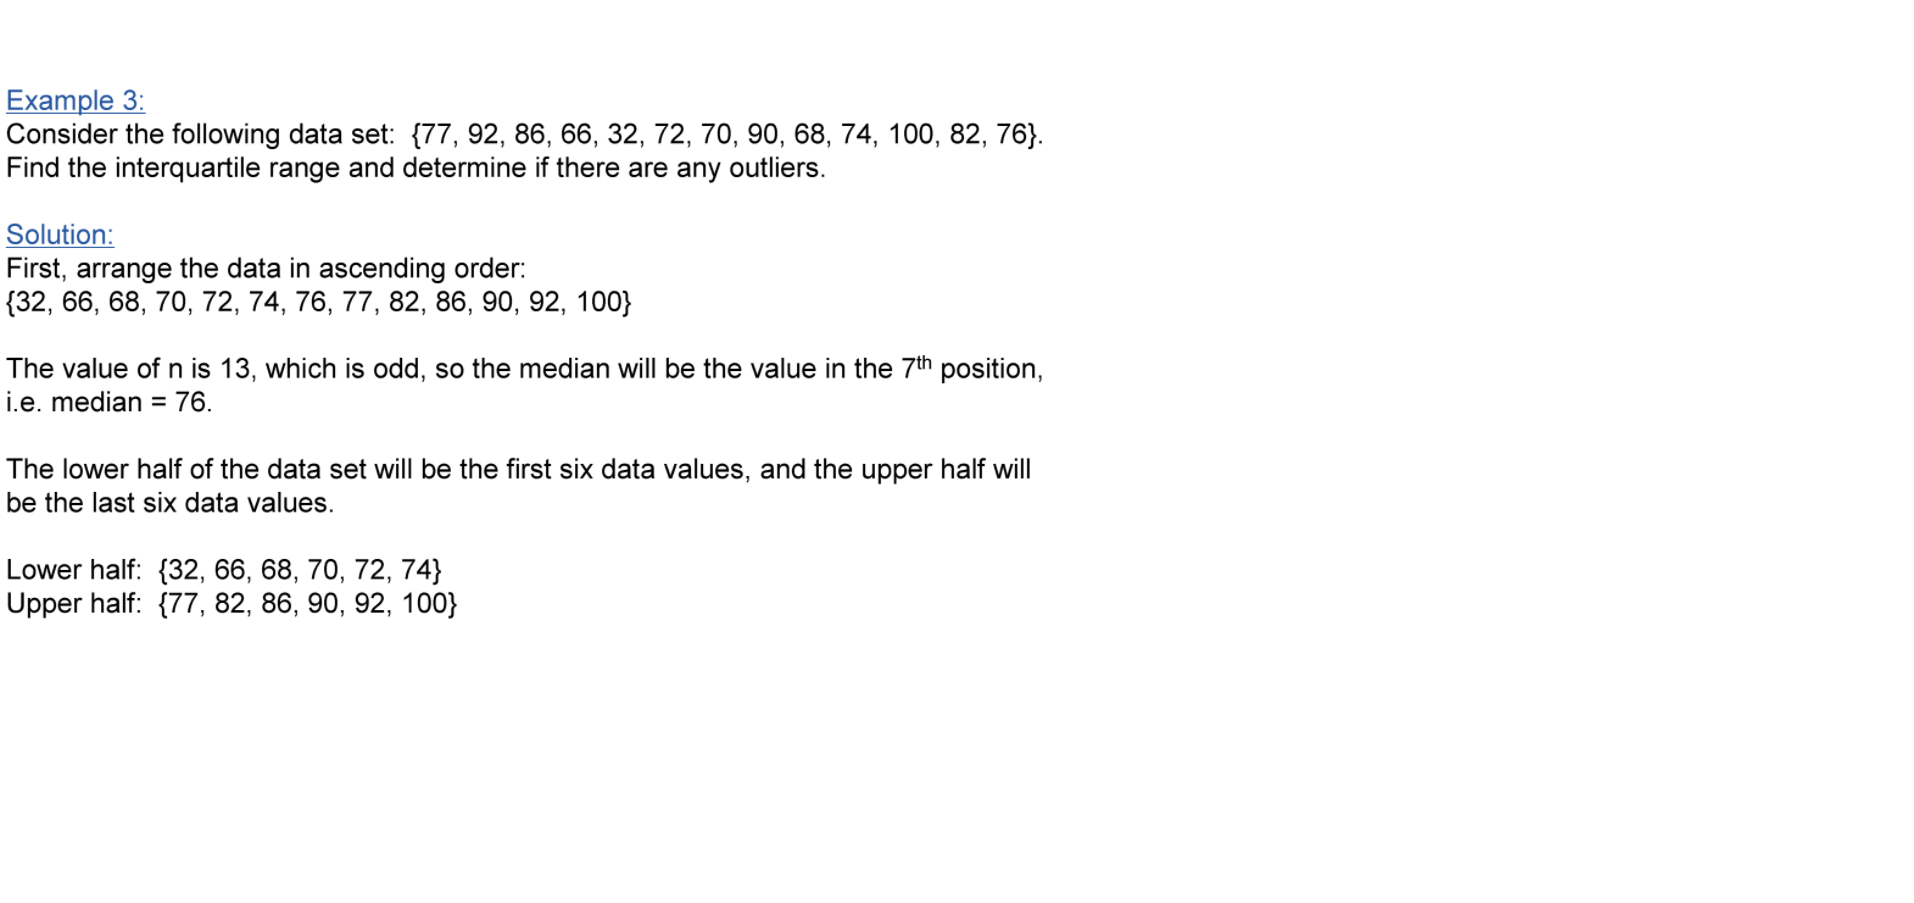 Example 3:
Consider the following data set:  {77, 92, 86, 66, 32, 72, 70, 90, 68, 74, 100, 82, 76}.
Find the interquartile range and determine if there are any outliers.
Solution:
First, arrange the data in ascending order:
{32, 66, 68, 70, 72, 74, 76, 77, 82, 86, 90, 92, 100}
The value of n is 13, which is odd, so the median will be the value in the 7th position,
i.e. median = 76.
The lower half of the data set will be the first six data values, and the upper half will
be the last six data values.
Lower half:  {32, 66, 68, 70, 72, 74}
Upper half:  {77, 82, 86, 90, 92, 100}